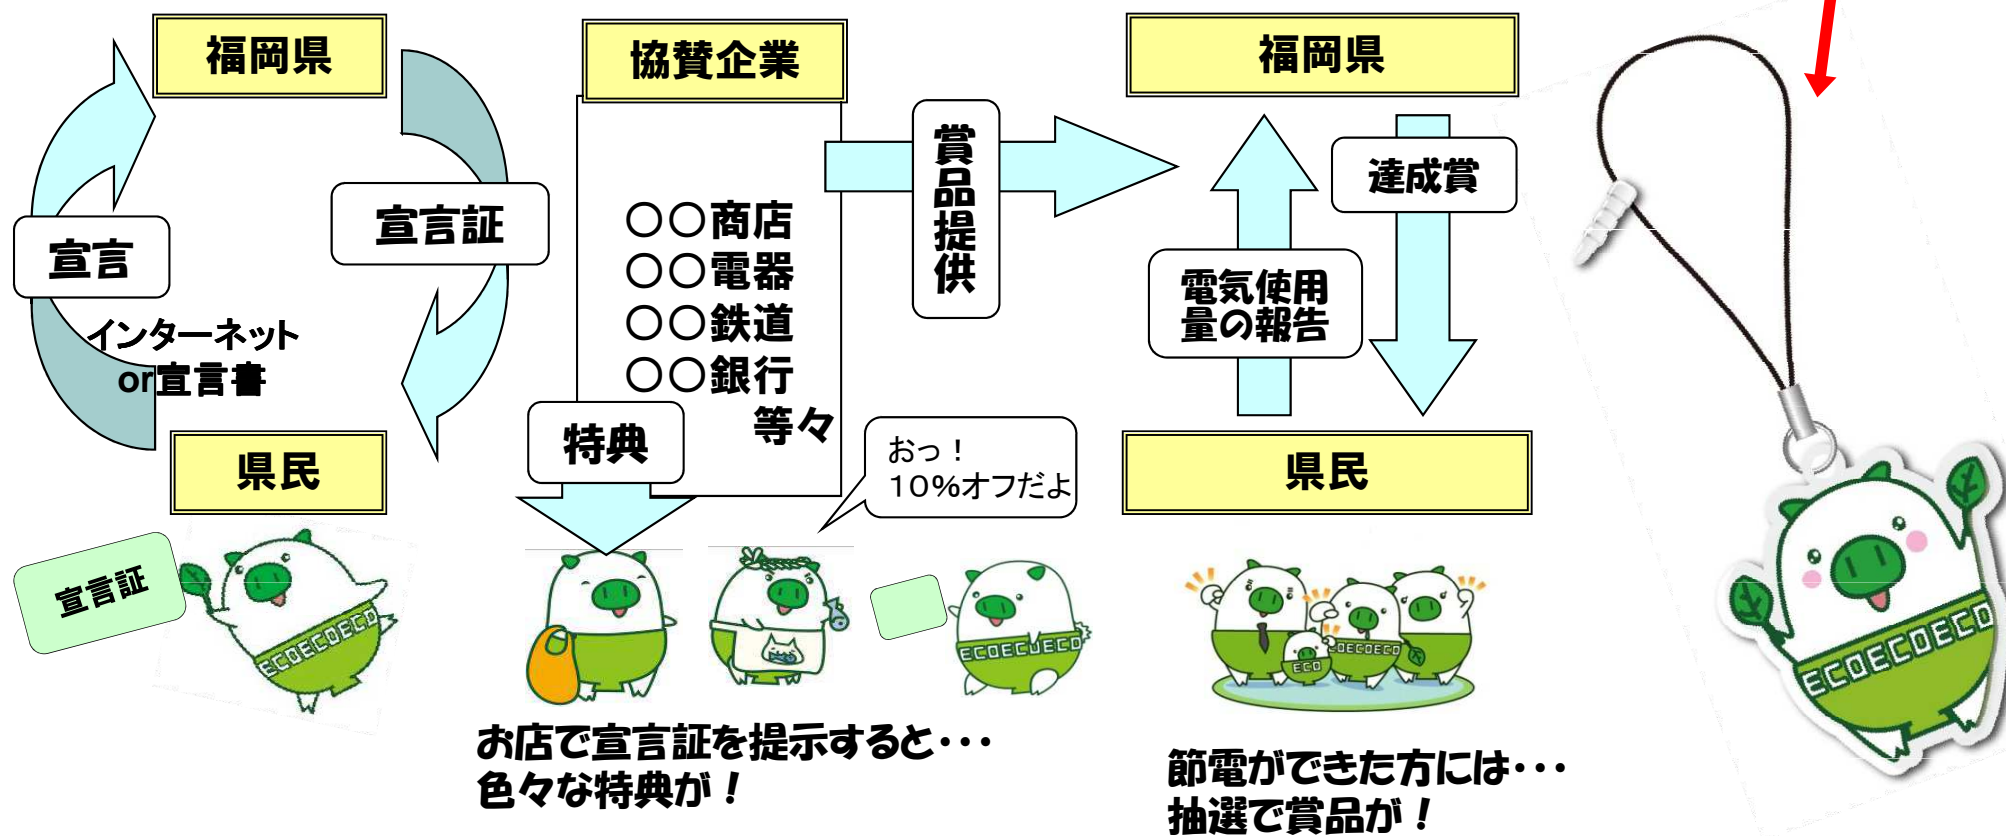 福岡県
宣言
宣言証
インターネット
or宣言書
県民
宣言証
ECOECOECO
協賛企業
〇〇商店
〇〇電器
〇〇鉄道
〇〇銀行
等々
特典
おっ！
１０％オフだよ
ECOECOECO
お店で宣言証を提示すると・・・
色々な特典が！
賞品提供
福岡県
電気使用
量の報告
達成賞
県民
ECO
ECOECOECO
節電ができた方には・・・
抽選で賞品が！
ECOECOECO